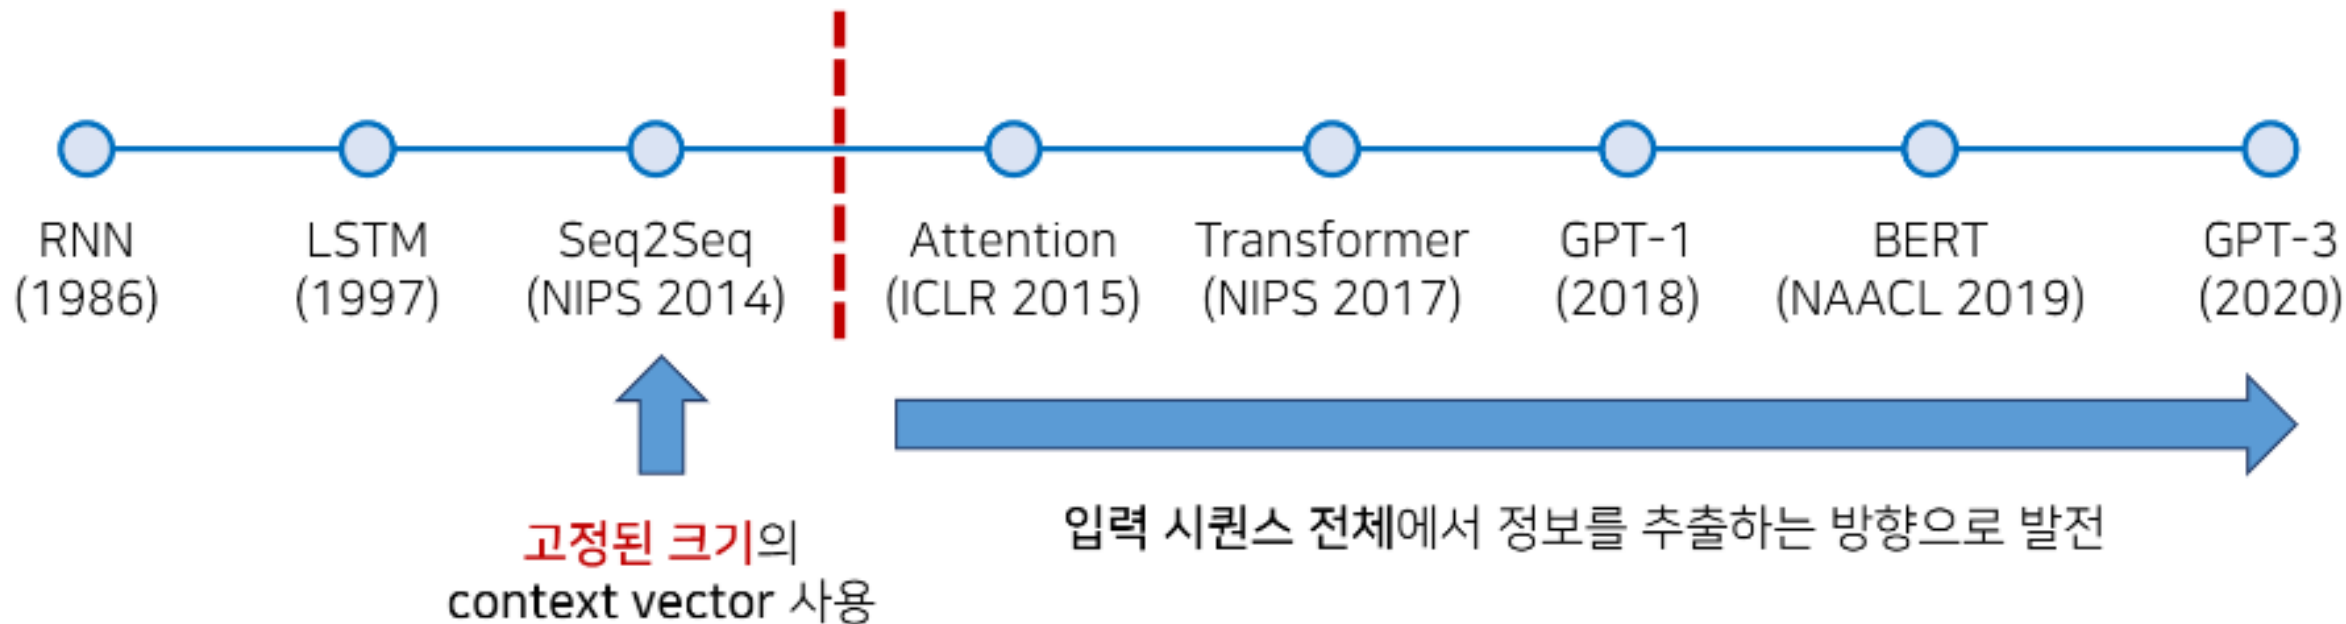 RNN
(1986)
LSTM
(1997)
Seq2Seq
(NIPS 2014)
Attention
(ICLR 2015)
Transformer
(NIPS 2017)
GPT-1
(2018)
BERT
(NAACL 2019)
GPT-3
(2020)
고정된 크기의
context vector 사용
입력 시퀀스 전체에서 정보를 추출하는 방향으로 발전